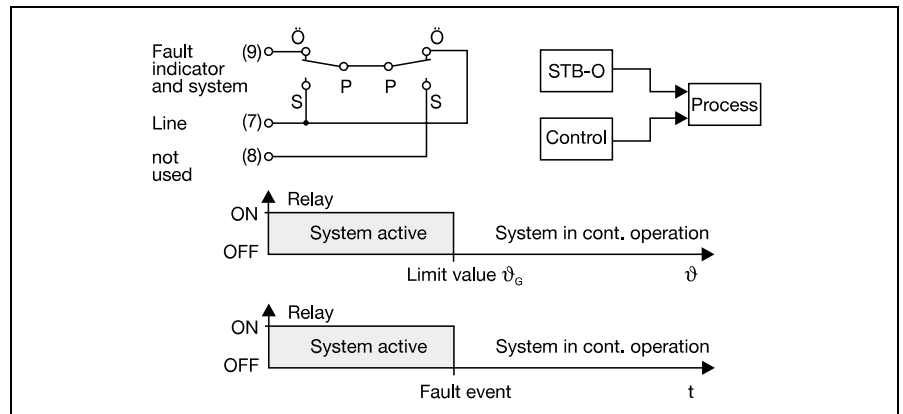 Ö Ö
Fault (9)
indicator
and system
P P
S S
Line (7)
not (8)
used
STB-O
Process
Control
Relay
ON
System active System in cont. operation
OFF
Limit value ϑG ϑ
Relay
ON
System active System in cont. operation
OFF
Fault event t